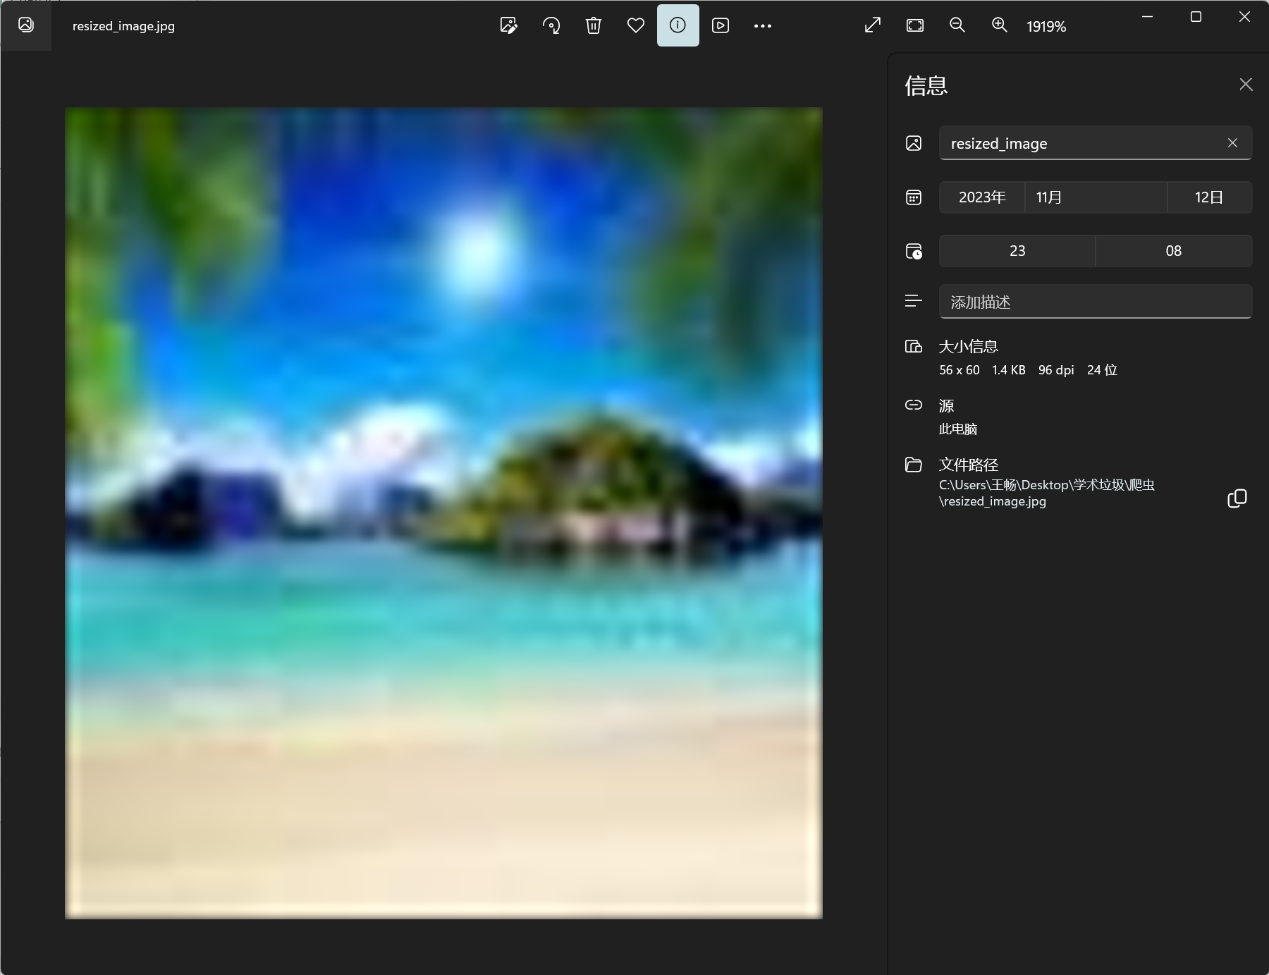 resized_image.jpg
1919%
信息
resized_image
2023年 11月 12日
23 08
添加描述
大小信息
56 x 60 1.4 KB 96 dpi 24 位
源
此电脑
文件路径
C:\Users\王畅\Desktop\学术垃圾\爬虫
\resized_image.jpg